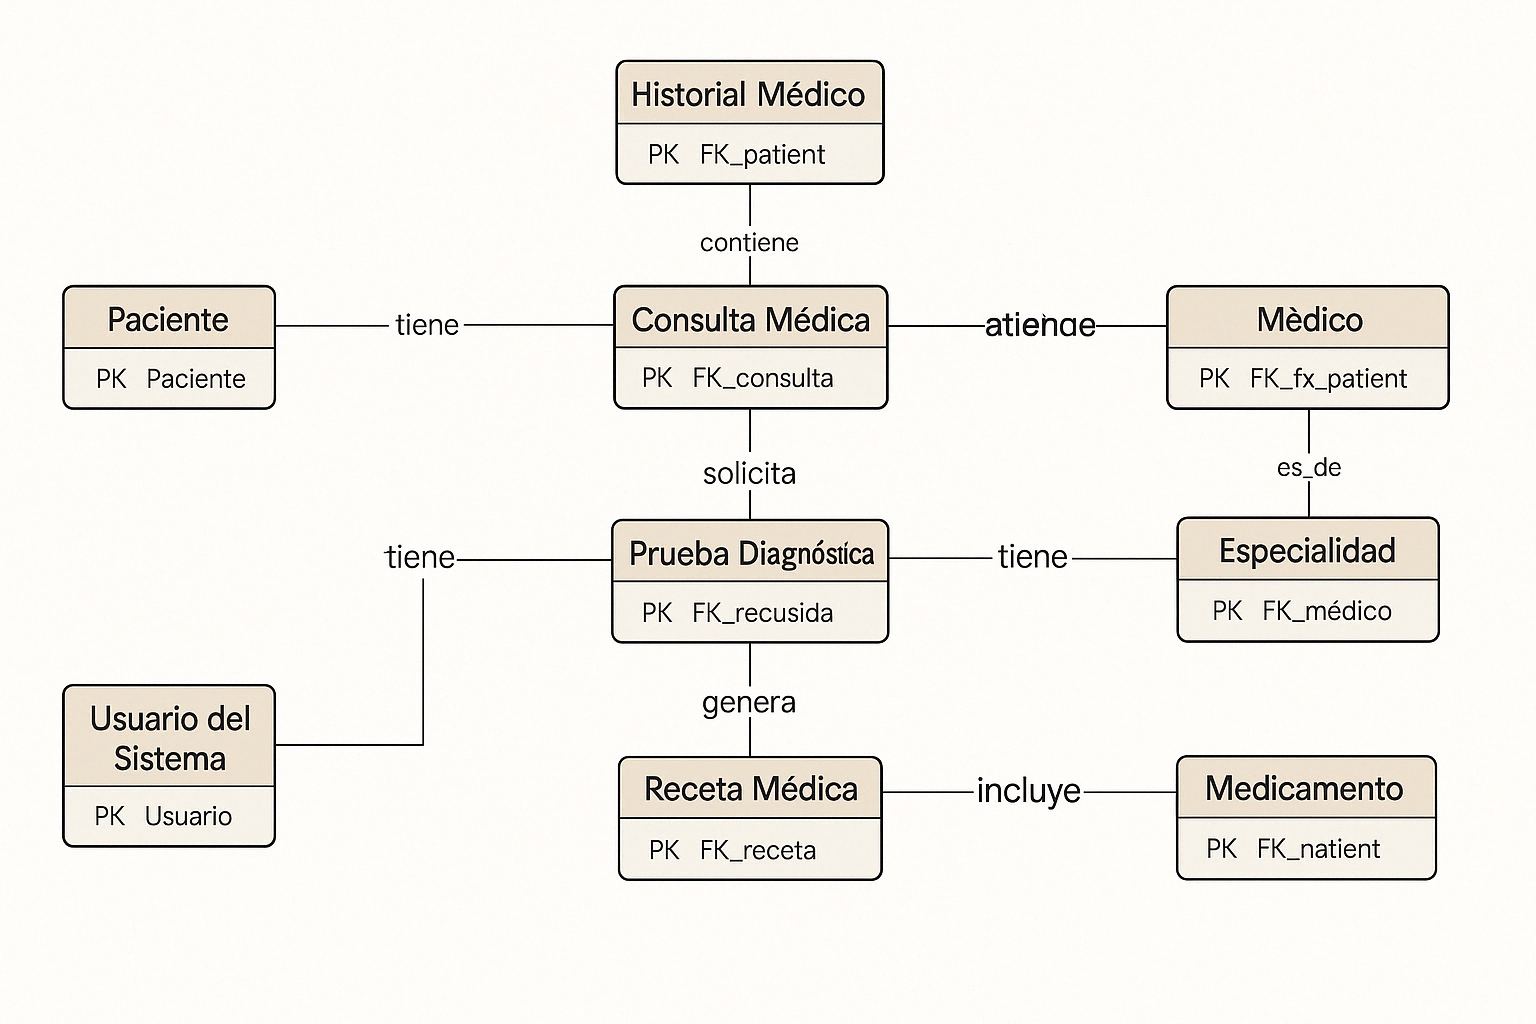 Historial Médico
PK FK_patient
contiene
Paciente
PK Paciente
tiene
Consulta Médica
PK FK_consulta
Mèdico
PK FK_fx_patient
solicita
es_de
tiene
Prueba Diagnóstica
PK FK_recusida
tiene
Especialidad
PK FK_médico
genera
Usuario del
Sistema
PK Usuario
Receta Médica
PK FK_receta
incluye
Medicamento
PK FK_natient